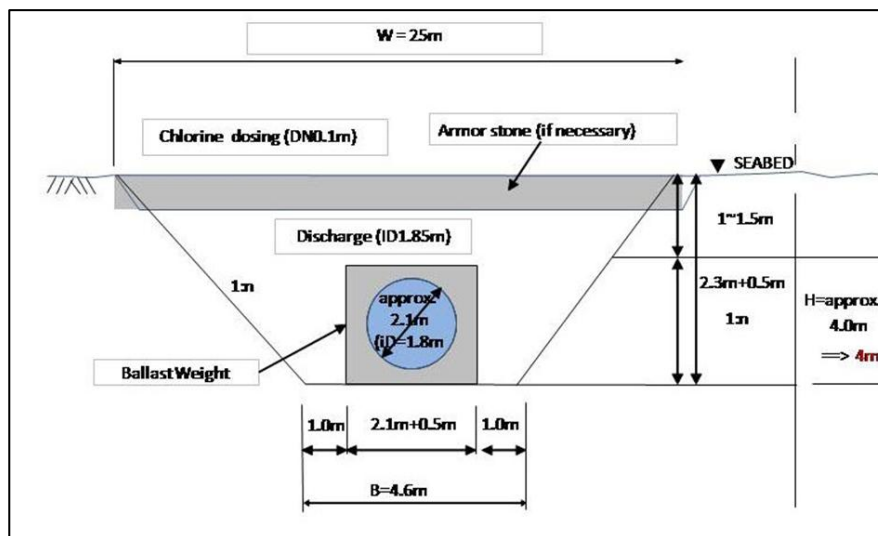 W = 25m
Chlorine dosing (DN0.1m)
Armor stone (if necessary)
SEABED
Discharge (ID1.85m)
1~1.5m
1:n
approx.
2.1m
(iD=1.8m
2.3m+0.5m
1:n
H=approx.
4.0m
==> 4m
Ballast Weight
1.0m
2.1m+0.5m
1.0m
B=4.6m